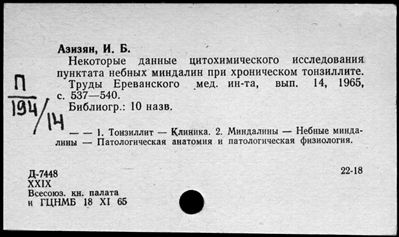 Азизян, И. Б.
Некоторые данные цитохимического исследования
пунктата небных миндалин при хроническом тонзиллите.
Труды Ереванского мед. ин-та, вып. 14, 1965,
с. 537—540.
Библиогр.: 10 назв.
П
194/14
— — 1. Тонзиллит — Клиника. 2. Миндалины — Небные минда-
лины — Патологическая анатомия и патологическая физиология.
Д-7448 22-18
XXIX
Всесоюз. кн. палата
и ГЦНМБ 18 XI 65